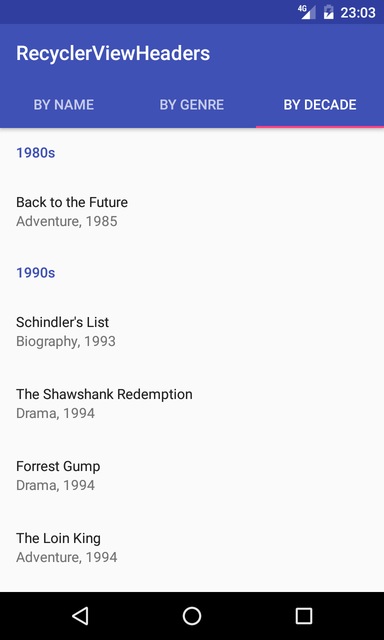 4G 23:03
RecyclerViewHeaders
BY NAME BY GENRE BY DECADE
1980s
Back to the Future
Adventure, 1985
1990s
Schindler's List
Biography, 1993
The Shawshank Redemption
Drama, 1994
Forrest Gump
Drama, 1994
The Loin King
Adventure, 1994